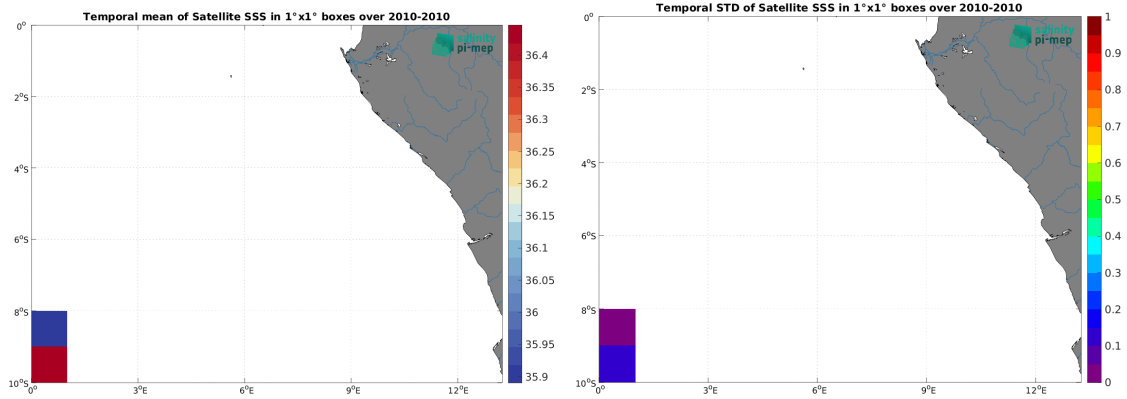 Temporal mean of Satellite SSS in 1°x1° boxes over 2010-2010
0°
2°S
4°S
6°S
8°S
10°S
0°
3°E
6°E
9°E
12°E
salinity
pi-mep
36.4
36.35
36.3
36.25
36.2
36.15
36.1
36.05
36
35.95
35.9
Temporal STD of Satellite SSS in 1°x1° boxes over 2010-2010
0°
2°S
4°S
6°S
8°S
10°S
0°
3°E
6°E
9°E
12°E
salinity
pi-mep
1
0.9
0.8
0.7
0.6
0.5
0.4
0.3
0.2
0.1
0